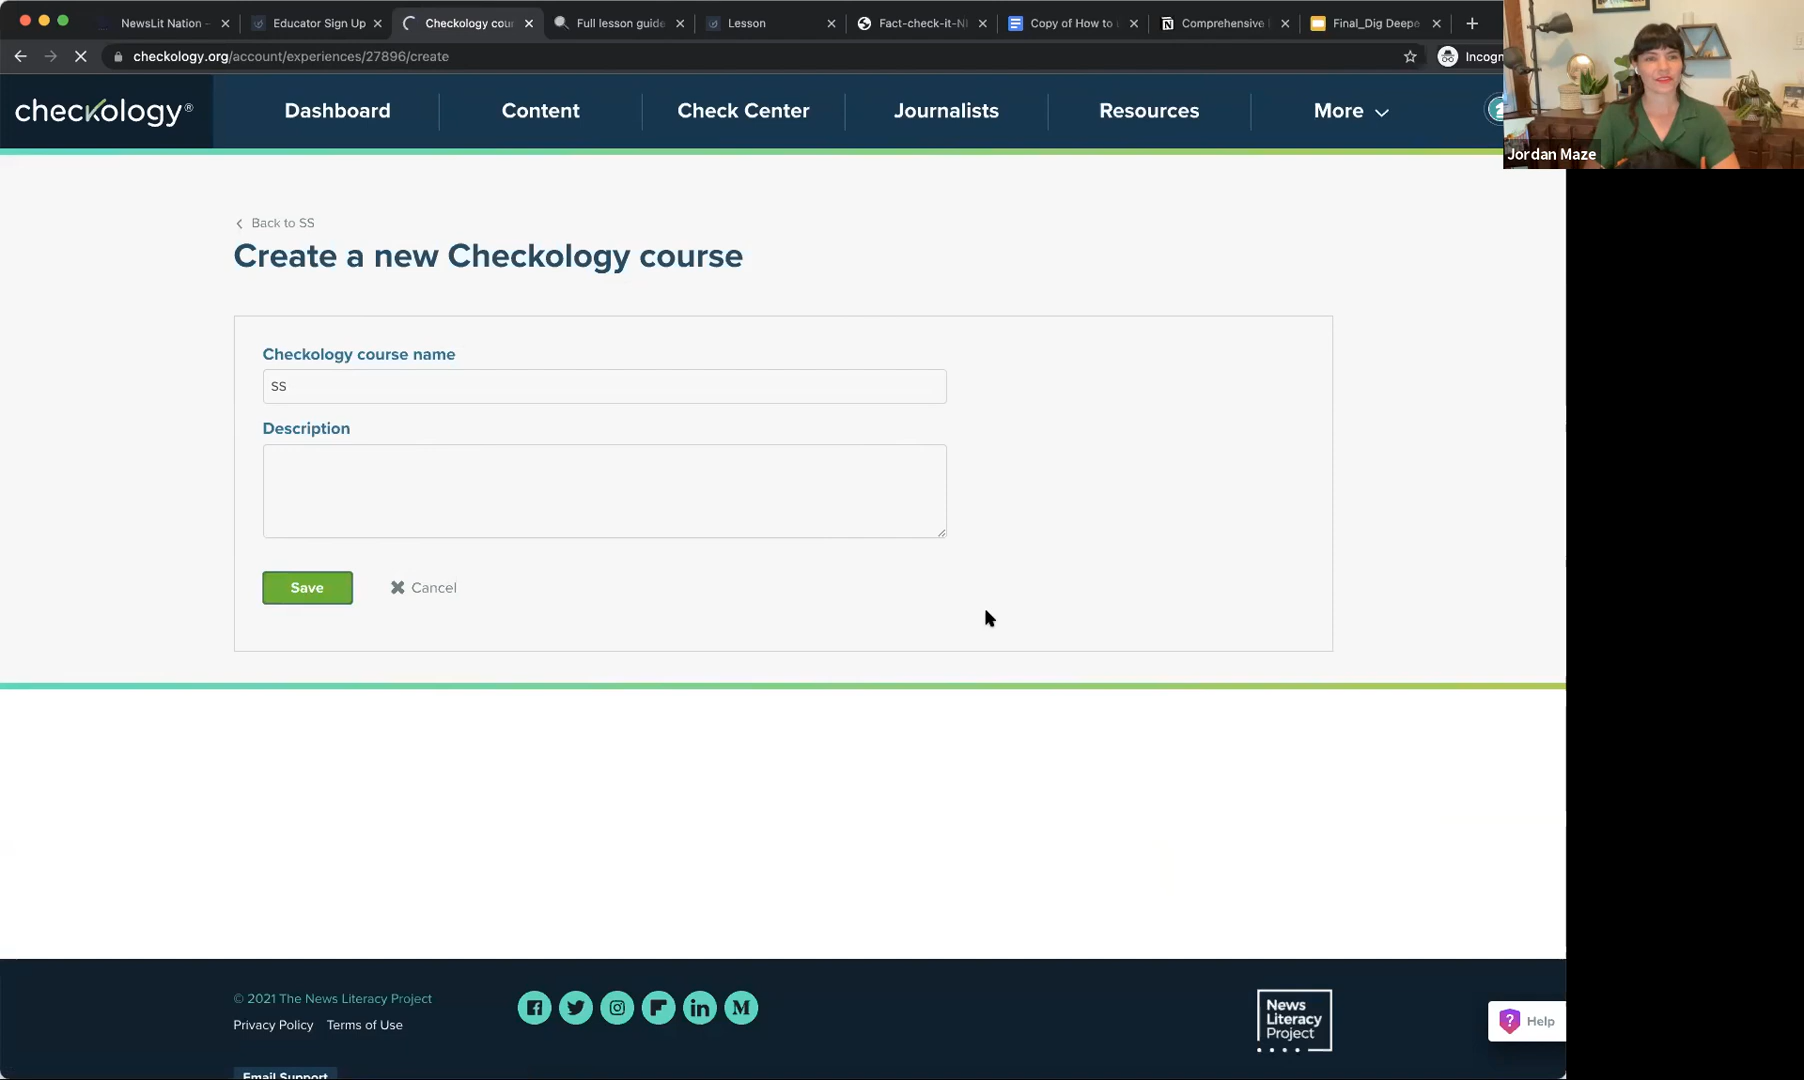 NewsLit Nation -
Educator Sign Up
Checkology cou
Full lesson guide
Lesson
Fact-check-it-N
Copy of How to
Comprehensive
Final_Dig Deepe
checkology.org/account/experiences/27896/create
Incogn
checkology®
Dashboard
Content
Check Center
Journalists
Resources
More
Jordan Maze
Back to SS
Create a new Checkology course
Checkology course name
SS
Description
Save
Cancel
© 2021 The News Literacy Project
Privacy Policy
Terms of Use
Email Support
News
Literacy
Project
Help